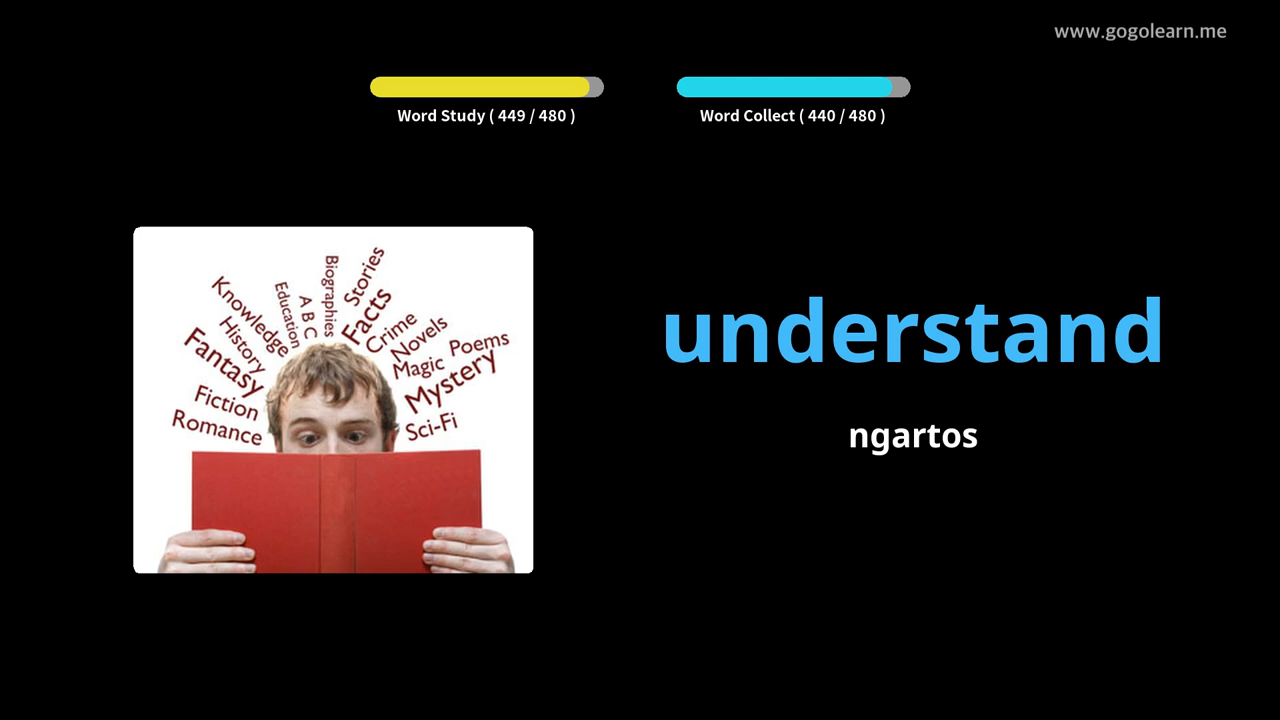 www.gogolearn.me
Word Study ( 449 / 480 )
Word Collect ( 440 / 480 )
understand
ngartos
Romance
Fiction
Fantasy
History
Knowledge
Education
A B C
Biographies
Stories
Facts
Crime
Novels
Magic
Poems
Mystery
Sci-Fi